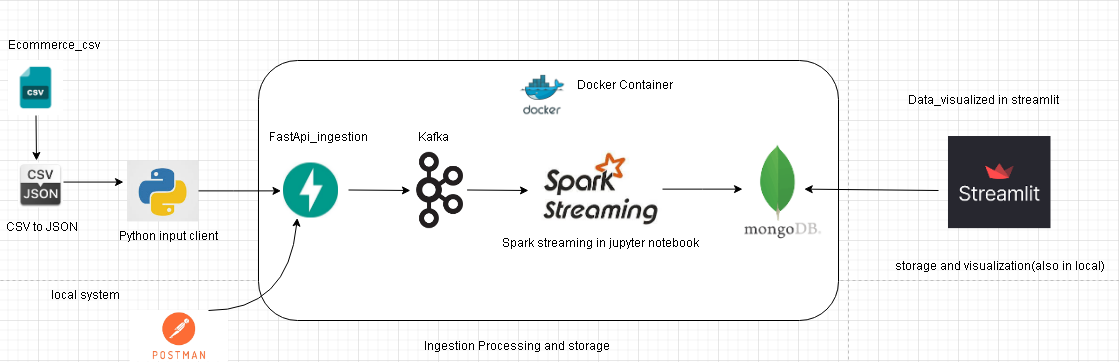 Ecommerce_csv
CSV
CSV
JSON
CSV to JSON
Python input client
local system
POSTMAN
FastApi_ingestion
Kafka
docker
Docker Container
Spark
Streaming
Spark streaming in jupyter notebook
mongoDB.
Ingestion Processing and storage
Data_visualized in streamlit
Streamlit
storage and visualization(also in local)